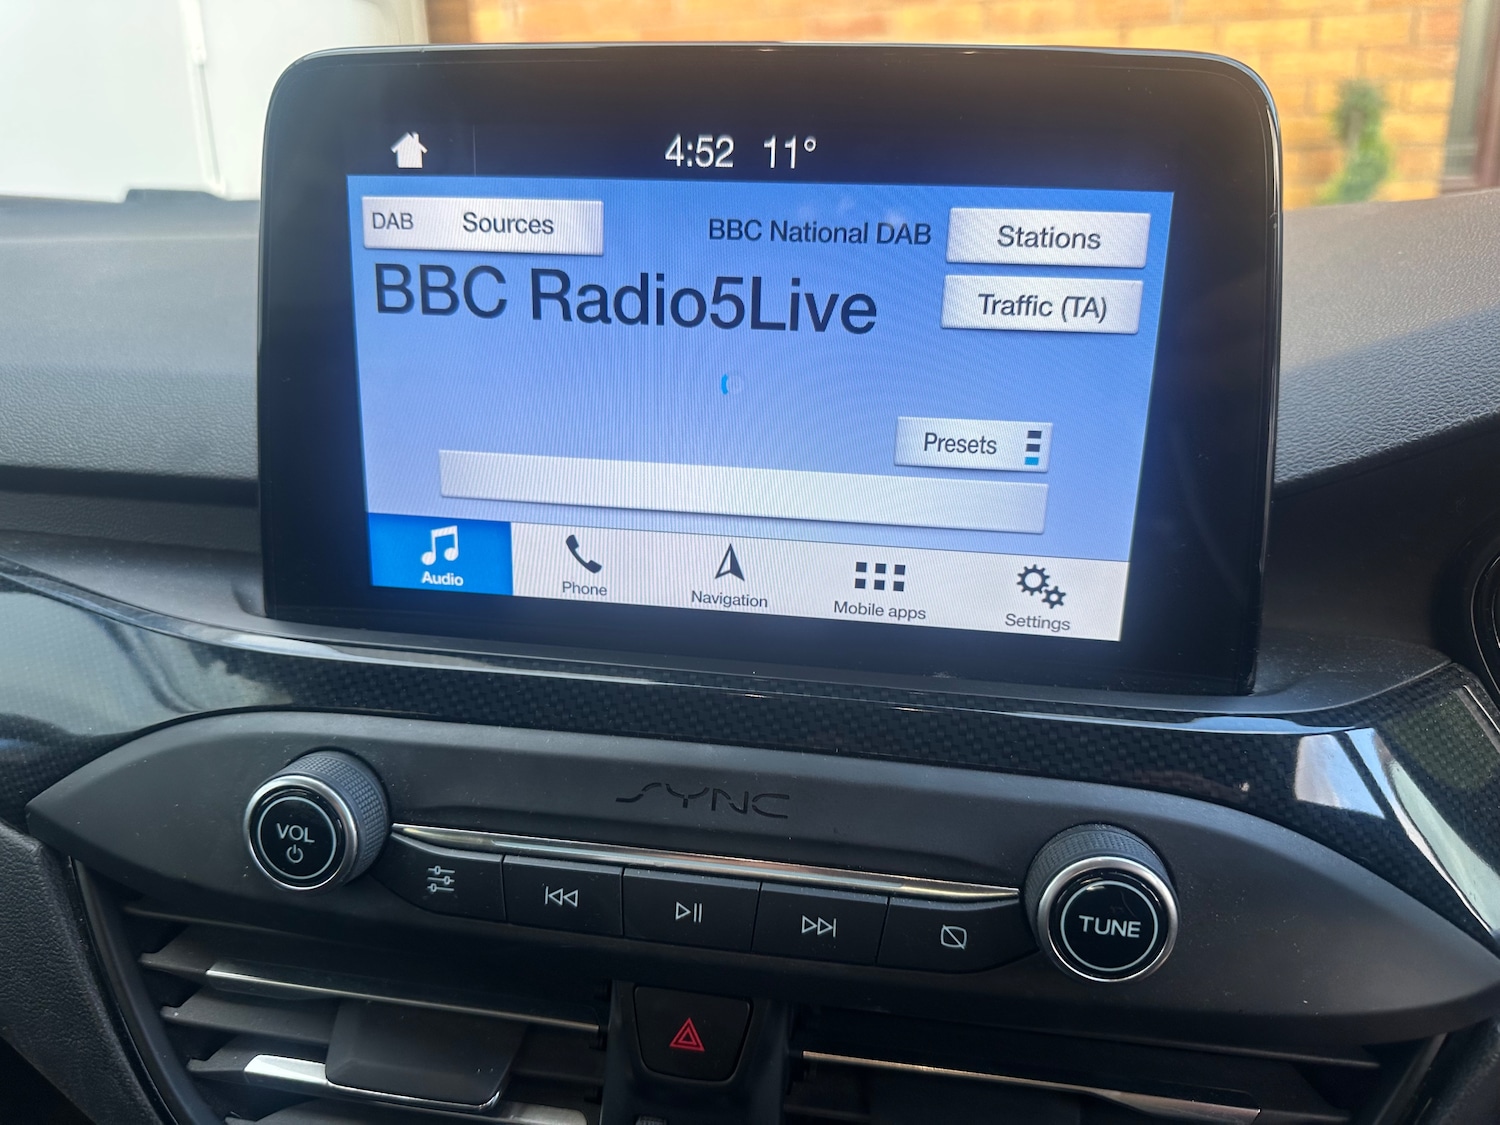 4:52 11°
DAB Sources
BBC National DAB
Stations
BBC Radio5Live
Traffic (TA)
Presets
Audio
Phone
Navigation
Mobile apps
Settings
SYNC
VOL
TUNE